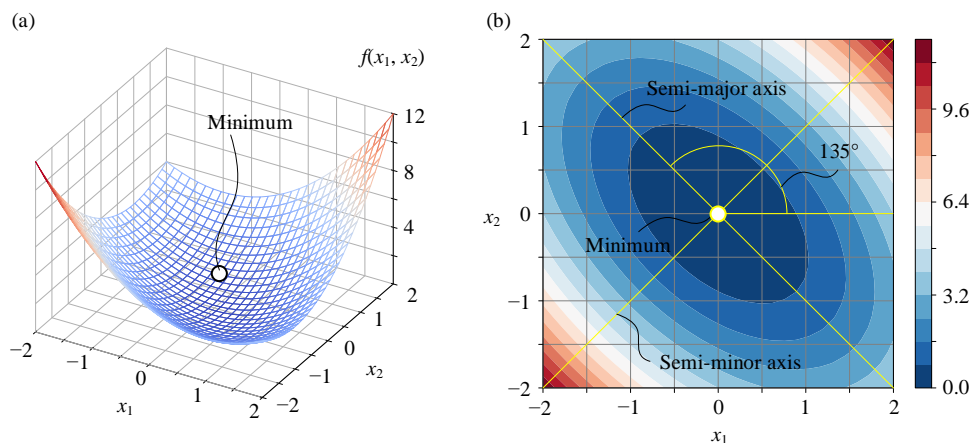 (a)
f(x1, x2)
Minimum
12
8
4
2
1
0
−1
−2
x2
−2
−1
0
1
2
x1
(b)
2
1
0
−1
−2
x2
Semi-major axis
135°
Minimum
Semi-minor axis
−2
−1
0
1
2
x1
9.6
6.4
3.2
0.0